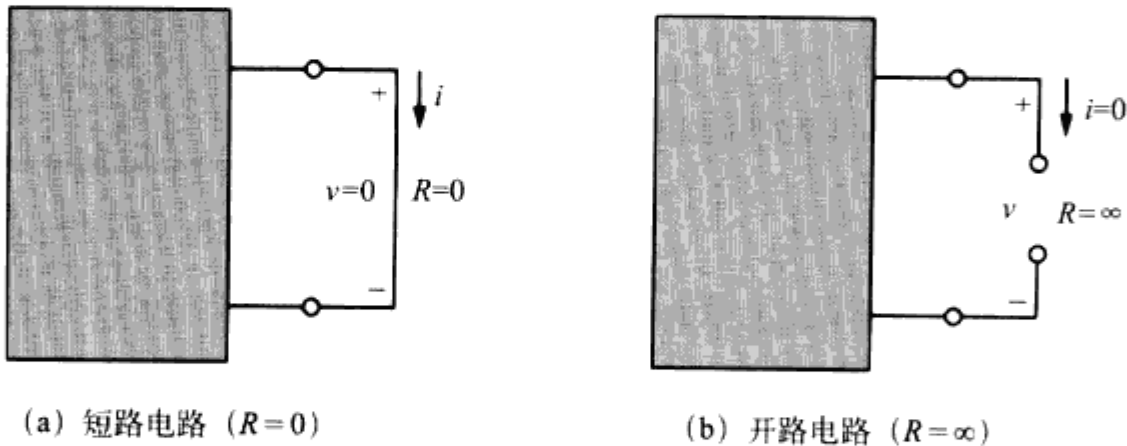 +
i
v=0
R=0
−
(a) 短路电路 (R=0)
+
i=0
v
R=∞
−
(b) 开路电路 (R=∞)